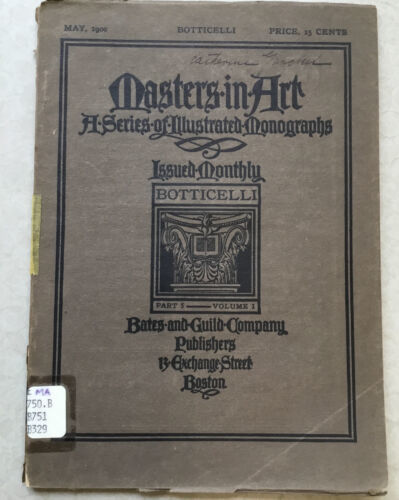 MAY, 1900 BOTTICELLI PRICE, 15 CENTS
Catherine
Masters·in·Art
A·Series·of·Illustrated·Monographs
Issued·Monthly
BOTTICELLI
PART 5 VOLUME 1
Bates·and·Guild·Company
Publishers
Exchange·Street
Boston
MA
750.B
B751
B329